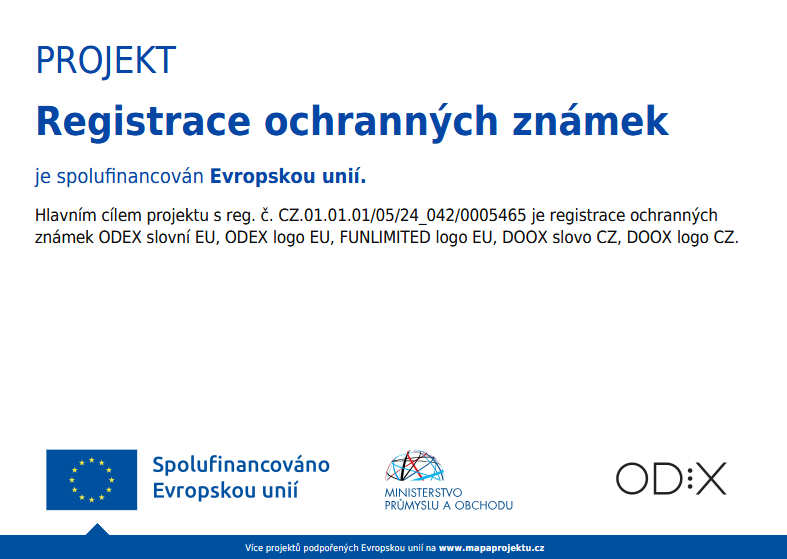 PROJEKT
Registrace ochranných známek
je spolufinancován Evropskou unií.
Hlavním cílem projektu s reg. č. CZ.01.01.01/05/24_042/0005465 je registrace ochranných
známek ODEX slovní EU, ODEX logo EU, FUNLIMITED logo EU, DOOX slovo CZ, DOOX logo CZ.
Spolufinancováno
Evropskou unií
MINISTERSTVO
PRŮMYSLU A OBCHODU
OD⋮X
Více projektů podpořených Evropskou unií na www.mapaprojektu.cz